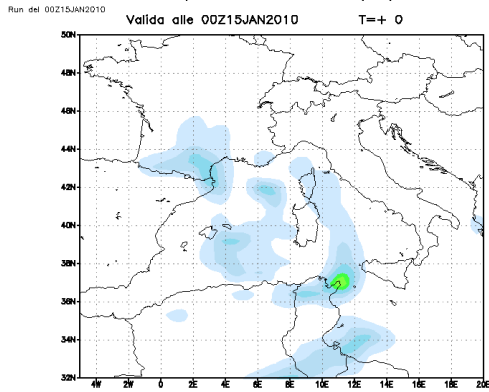 Run del 00Z15JAN2010
Valida alle 00Z15JAN2010 T=+ 0
50N
48N
46N
44N
42N
40N
38N
36N
34N
32N
4W 2W 0 2E 4E 6E 8E 10E 12E 14E 16E 18E 20E